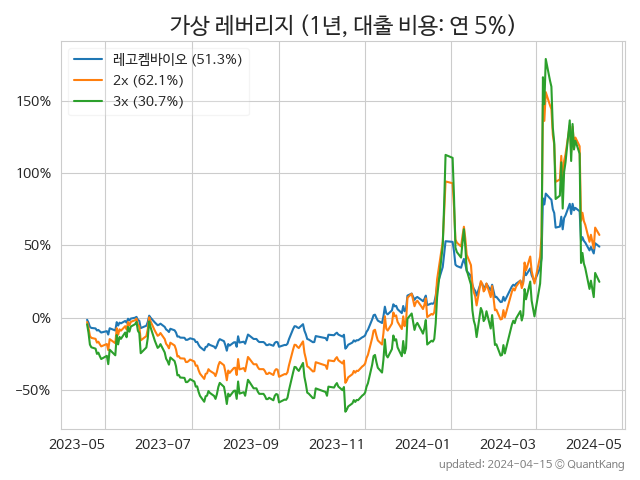 가상 레버리지 (1년, 대출 비용: 연 5%)
레고켐바이오 (51.3%)
2x (62.1%)
3x (30.7%)
150%
100%
50%
0%
−50%
2023-05 2023-07 2023-09 2023-11 2024-01 2024-03 2024-05
updated: 2024-04-15 © QuantKang